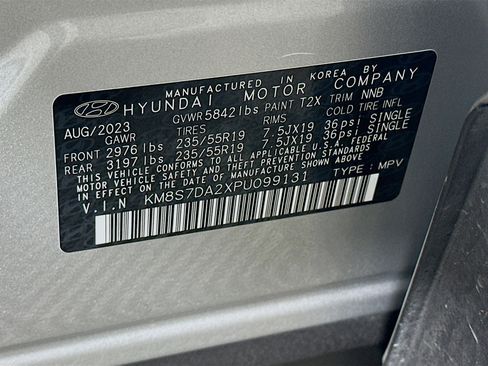 MANUFACTURED IN KOREA BY
HYUNDAI MOTOR COMPANY
AUG/2023 GVWR 5842 lbs PAINT T2X TRIM NNB
GAWR TIRES COLD TIRE INFL
FRONT 2976 lbs 235/55R19 7.5JX19 36psi SINGLE
REAR 3197 lbs 235/55R19 7.5JX19 36psi SINGLE
THIS VEHICLE CONFORMS TO ALL APPLICABLE FEDERAL
MOTOR VEHICLE SAFETY, THEFT PREVENTION STANDARDS
IN EFFECT ON THE DATE OF MANUFACTURE SHOWN ABOVE.
V.I.N KM8S7DA2XPU099131 TYPE : MPV